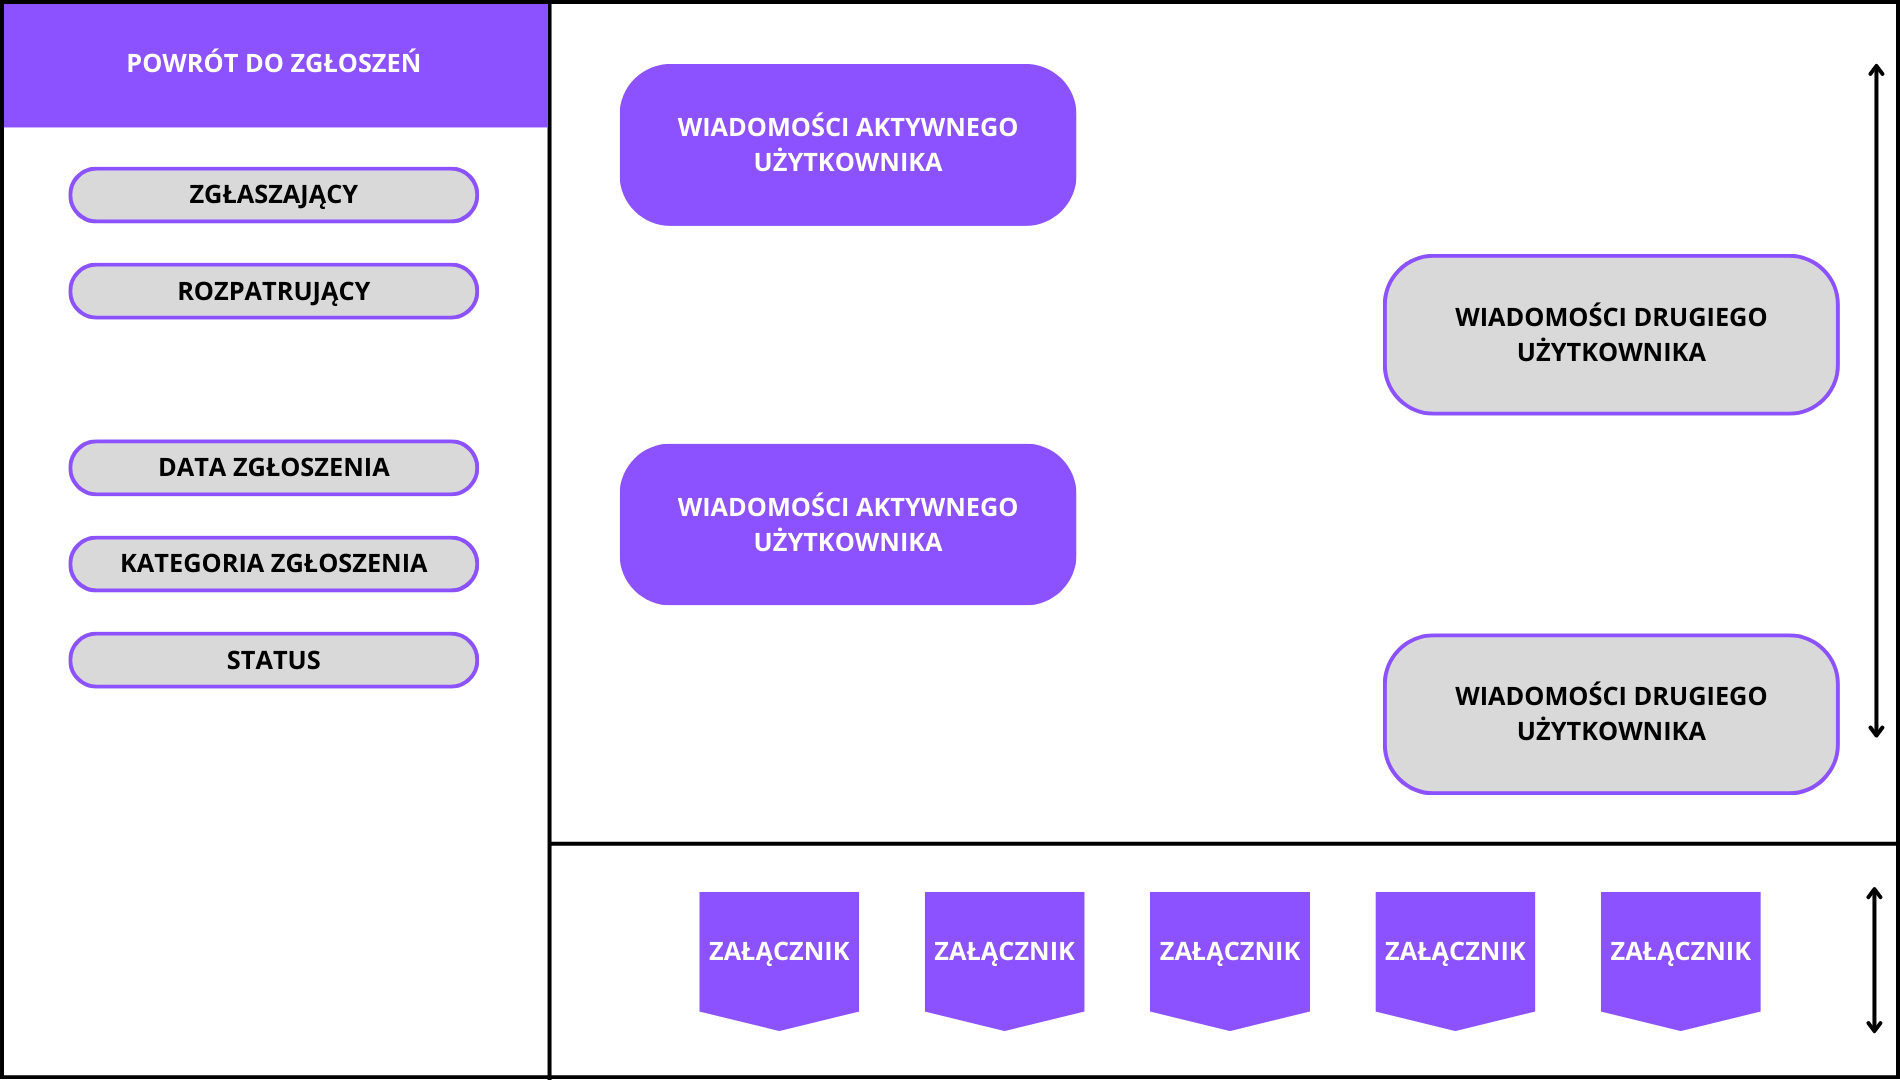 POWRÓT DO ZGŁOSZEŃ
ZGŁASZAJĄCY
ROZPATRUJĄCY
DATA ZGŁOSZENIA
KATEGORIA ZGŁOSZENIA
STATUS
WIADOMOŚCI AKTYWNEGO
UŻYTKOWNIKA
WIADOMOŚCI DRUGIEGO
UŻYTKOWNIKA
WIADOMOŚCI AKTYWNEGO
UŻYTKOWNIKA
WIADOMOŚCI DRUGIEGO
UŻYTKOWNIKA
ZAŁĄCZNIK
ZAŁĄCZNIK
ZAŁĄCZNIK
ZAŁĄCZNIK
ZAŁĄCZNIK